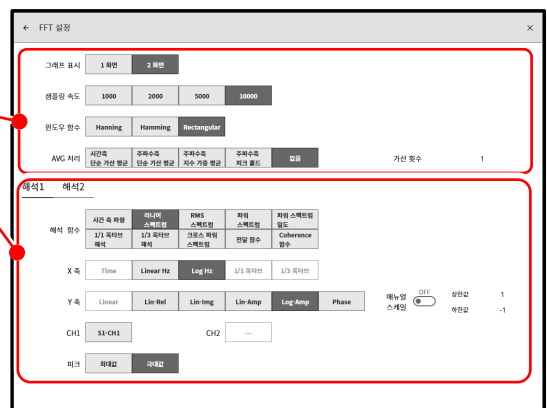 ← FFT 설정 ×
그래프 표시 1 화면 2 화면
샘플링 속도 1000 2000 5000 10000
윈도우 함수 Hanning Hamming Rectangular
AVG 처리 시간축 단순 가산 평균 주파수축 단순 가산 평균 주파수축 지수 가중 평균 주파수축 피크 홀드 없음 가산 횟수 1
해석1 해석2
해석 함수 시간 축 파형 리니어 스펙트럼 RMS 스펙트럼 파워 스펙트럼 파워 스펙트럼 밀도
1/1 옥타브 해석 1/3 옥타브 해석 크로스 파워 스펙트럼 전달 함수 Coherence 함수
X 축 Time Linear Hz Log Hz 1/1 옥타브 1/3 옥타브
Y 축 Linear Lin-Rel Lin-Img Lin-Amp Log-Amp Phase 매뉴얼 스케일 OFF 상한값 1
하한값 -1
CH1 S1-CH1 CH2 ---
피크 최대값 극대값